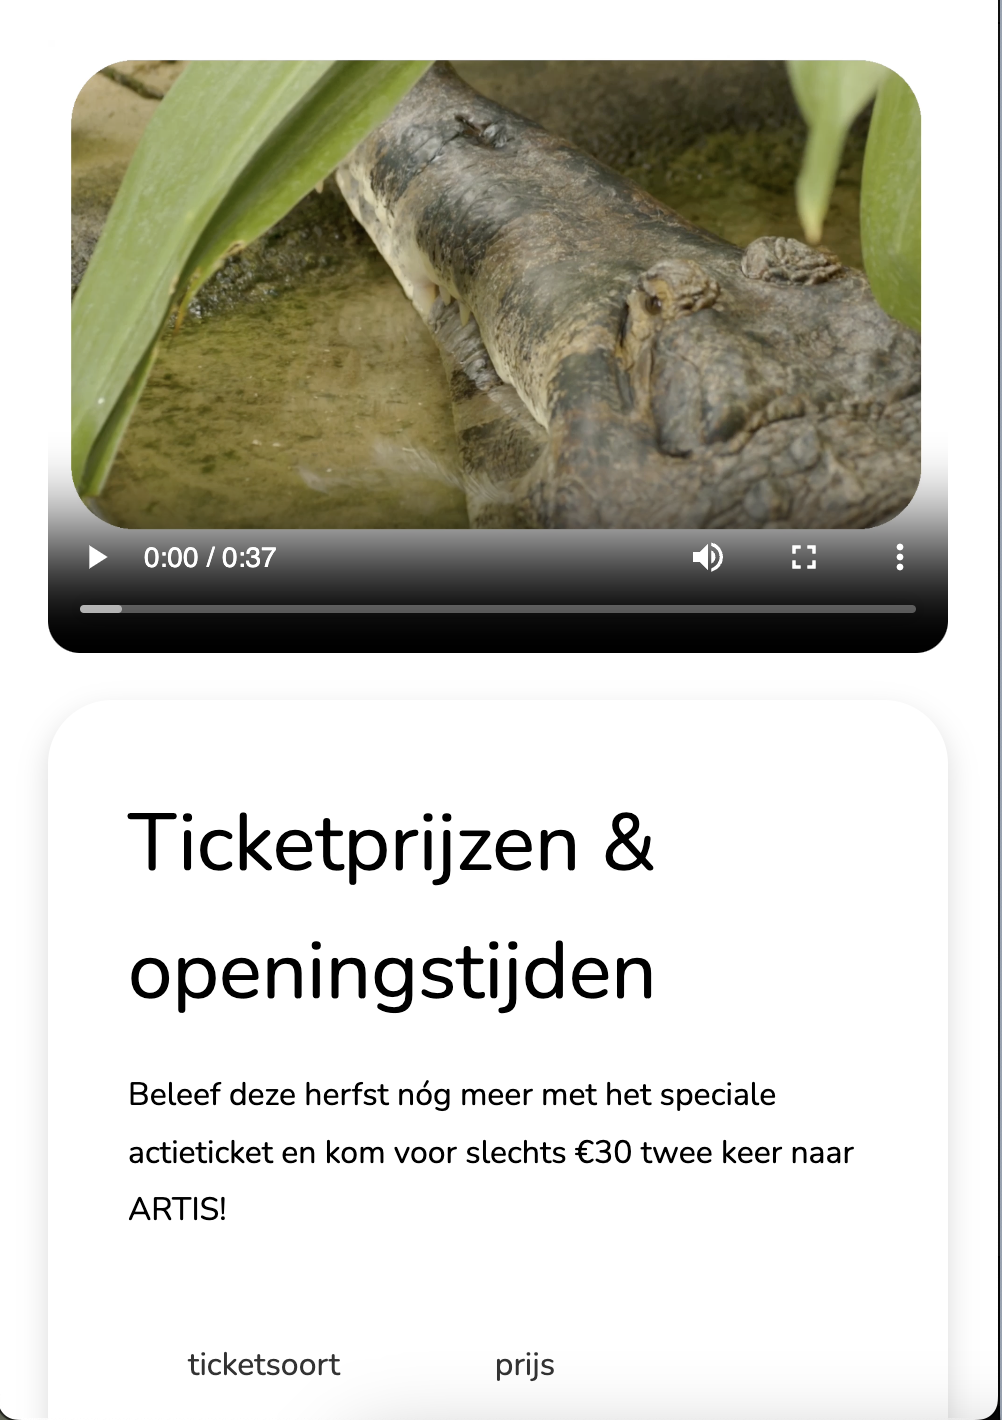 0:00 / 0:37
Ticketprijzen &
openingstijden
Beleef deze herfst nóg meer met het speciale
actieticket en kom voor slechts €30 twee keer naar
ARTIS!
ticketsoort prijs